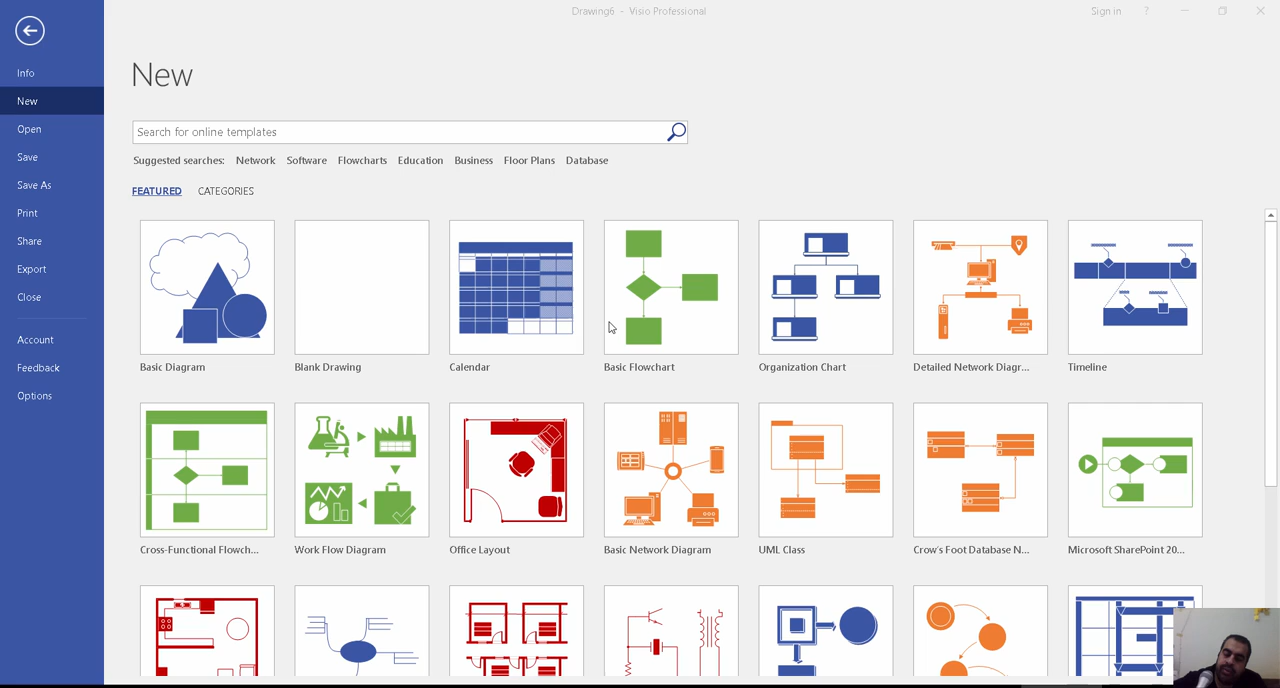 Drawing6 - Visio Professional
Sign in
?
Info
New
Open
Save
Save As
Print
Share
Export
Close
Account
Feedback
Options
New
Search for online templates
Suggested searches: Network Software Flowcharts Education Business Floor Plans Database
FEATURED CATEGORIES
Basic Diagram Blank Drawing Calendar Basic Flowchart Organization Chart Detailed Network Diagr... Timeline
Cross-Functional Flowch... Work Flow Diagram Office Layout Basic Network Diagram UML Class Crow's Foot Database N... Microsoft SharePoint 20...